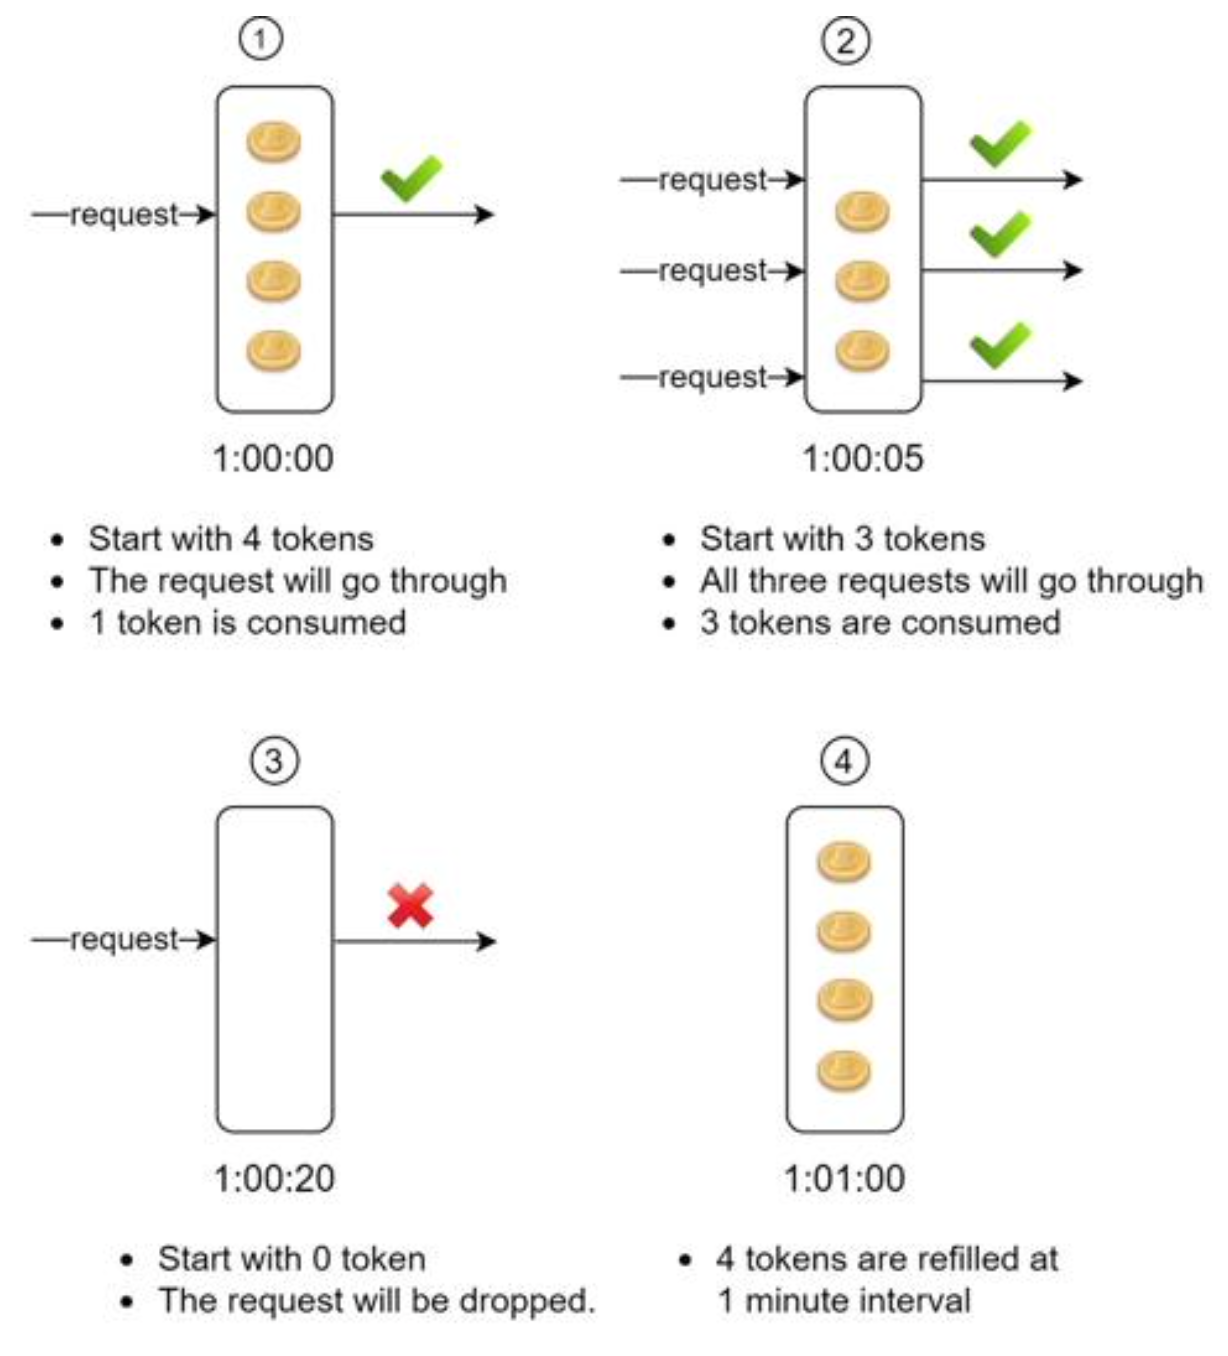 1
request
1:00:00
• Start with 4 tokens
• The request will go through
• 1 token is consumed
2
request
request
request
1:00:05
• Start with 3 tokens
• All three requests will go through
• 3 tokens are consumed
3
request
1:00:20
• Start with 0 token
• The request will be dropped.
4
1:01:00
• 4 tokens are refilled at
1 minute interval